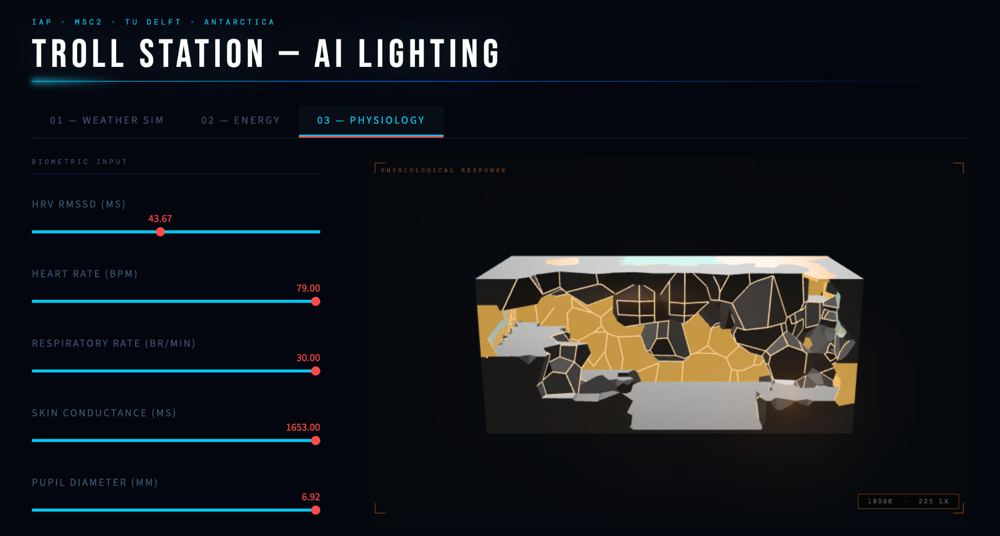 IAP · MSC2 · TU DELFT · ANTARCTICA
TROLL STATION — AI LIGHTING
01 — WEATHER SIM
02 — ENERGY
03 — PHYSIOLOGY
BIOMETRIC INPUT
HRV RMSSD (MS)
43.67
HEART RATE (BPM)
79.00
RESPIRATORY RATE (BR/MIN)
30.00
SKIN CONDUCTANCE (MS)
1653.00
PUPIL DIAMETER (MM)
6.92
PHYSIOLOGICAL RESPONSE
1800K · 225 LX